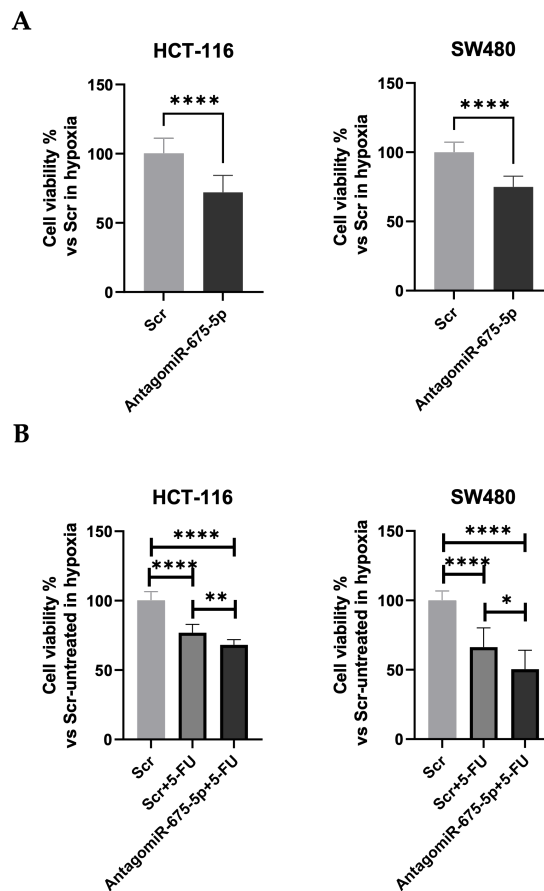 A
HCT-116
Cell viability %
vs Scr in hypoxia
150
100
50
0
****
Scr
AntagomiR-675-5p
SW480
Cell viability %
vs Scr in hypoxia
150
100
50
0
****
Scr
AntagomiR-675-5p
B
HCT-116
Cell viability %
vs Scr-untreated in hypoxia
150
100
50
0
****
****
**
Scr
Scr+5-FU
AntagomiR-675-5p+5-FU
SW480
Cell viability %
vs Scr-untreated in hypoxia
150
100
50
0
****
****
*
Scr
Scr+5-FU
AntagomiR-675-5p+5-FU